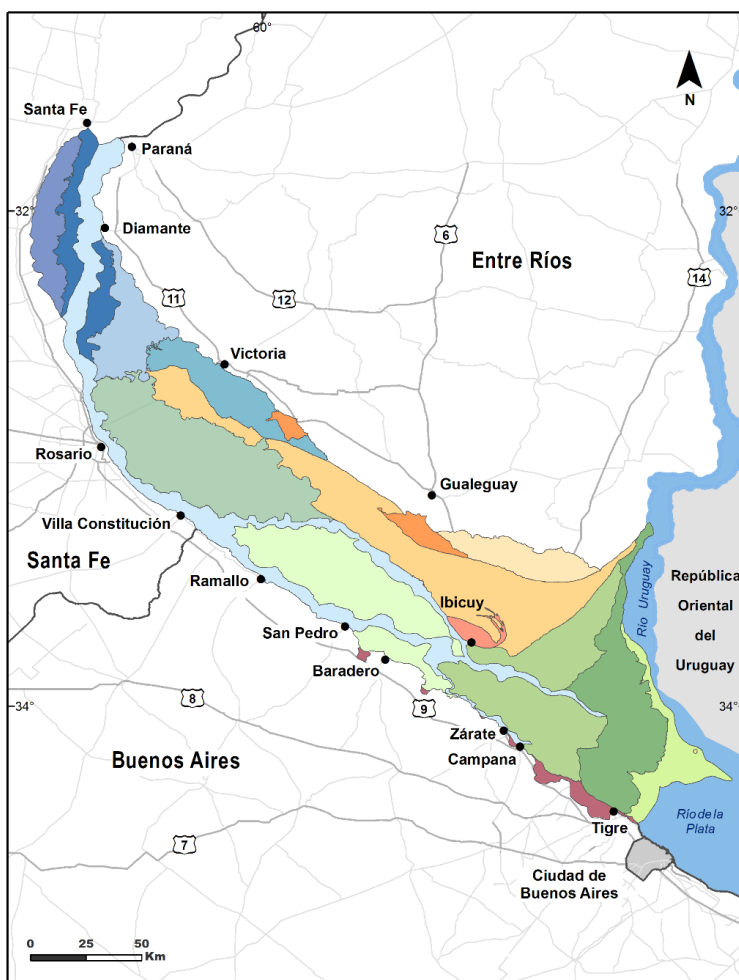 60°
N
Santa Fe
Paraná
32°
32°
Diamante
6
Entre Ríos
14
11
12
Victoria
Rosario
Gualeguay
Villa Constitución
Santa Fe
Ramallo
Río Uruguay
República
Oriental
del
Uruguay
Ibicuy
San Pedro
Baradero
8
9
34°
34°
Zárate
Campana
Buenos Aires
Río de la
Plata
7
Tigre
Ciudad de
Buenos Aires
0 25 50
Km